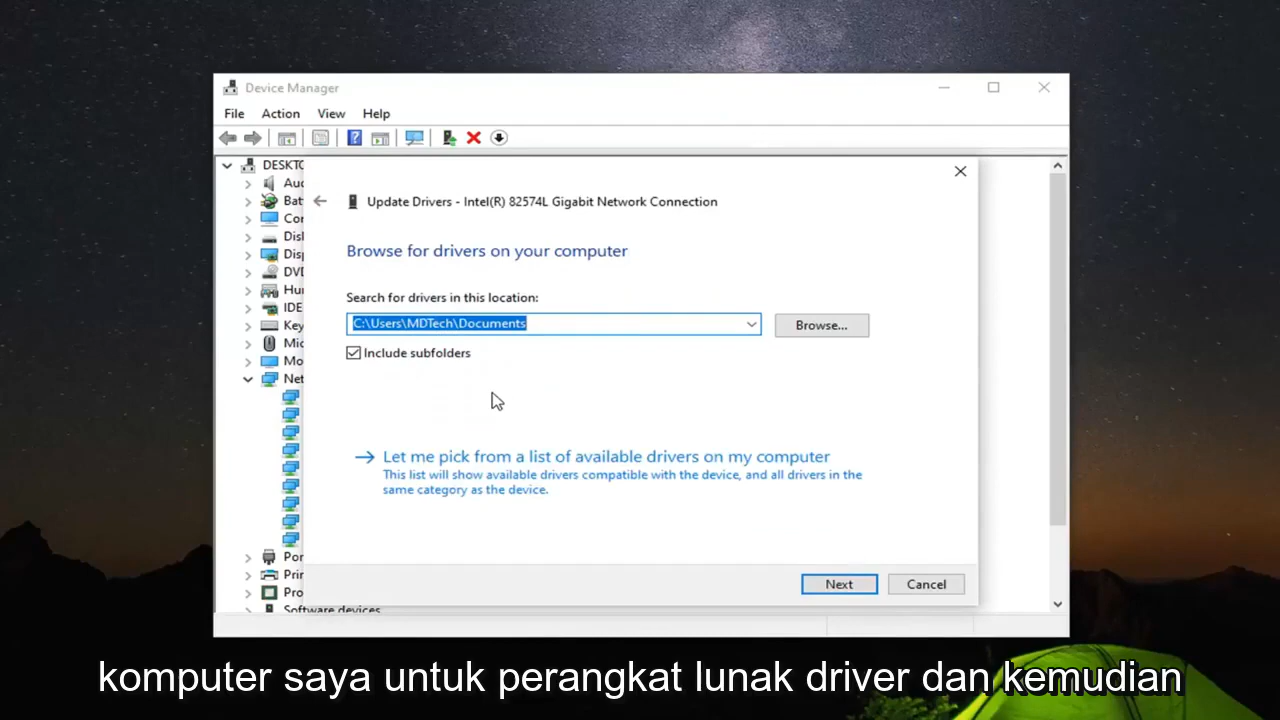 Device Manager
File Action View Help
DESKTO
Aud
Bat
Con
Disl
Disp
DVD
Hun
IDE
Key
Mic
Mo
Net
Por
Prin
Pro
Software devices
Update Drivers - Intel(R) 82574L Gigabit Network Connection
Browse for drivers on your computer
Search for drivers in this location:
C:\Users\MDTech\Documents
Browse...
Include subfolders
Let me pick from a list of available drivers on my computer
This list will show available drivers compatible with the device, and all drivers in the
same category as the device.
Next Cancel
komputer saya untuk perangkat lunak driver dan kemudian